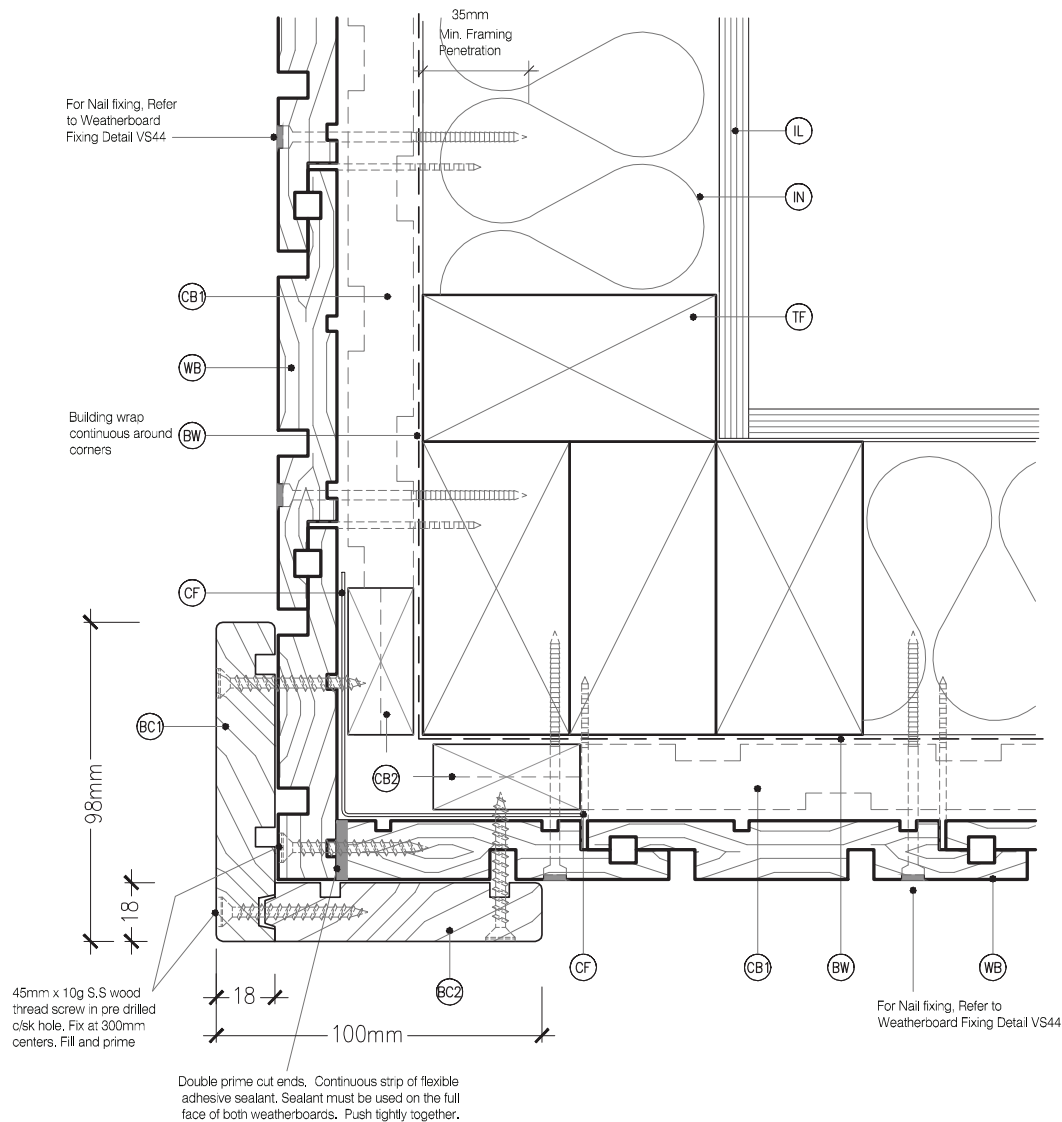 35mm
Min. Framing
Penetration
For Nail fixing, Refer
to Weatherboard
Fixing Detail VS44
IL
IN
CB1
TF
WB
Building wrap
continuous around
corners
BW
CF
BC1
CB2
98mm
18
45mm x 10g S.S wood
thread screw in pre drilled
c/sk hole. Fix at 300mm
centers. Fill and prime
18
100mm
BC2
CF
CB1
BW
WB
For Nail fixing, Refer to
Weatherboard Fixing Detail VS44
Double prime cut ends. Continuous strip of flexible
adhesive sealant. Sealant must be used on the full
face of both weatherboards. Push tightly together.